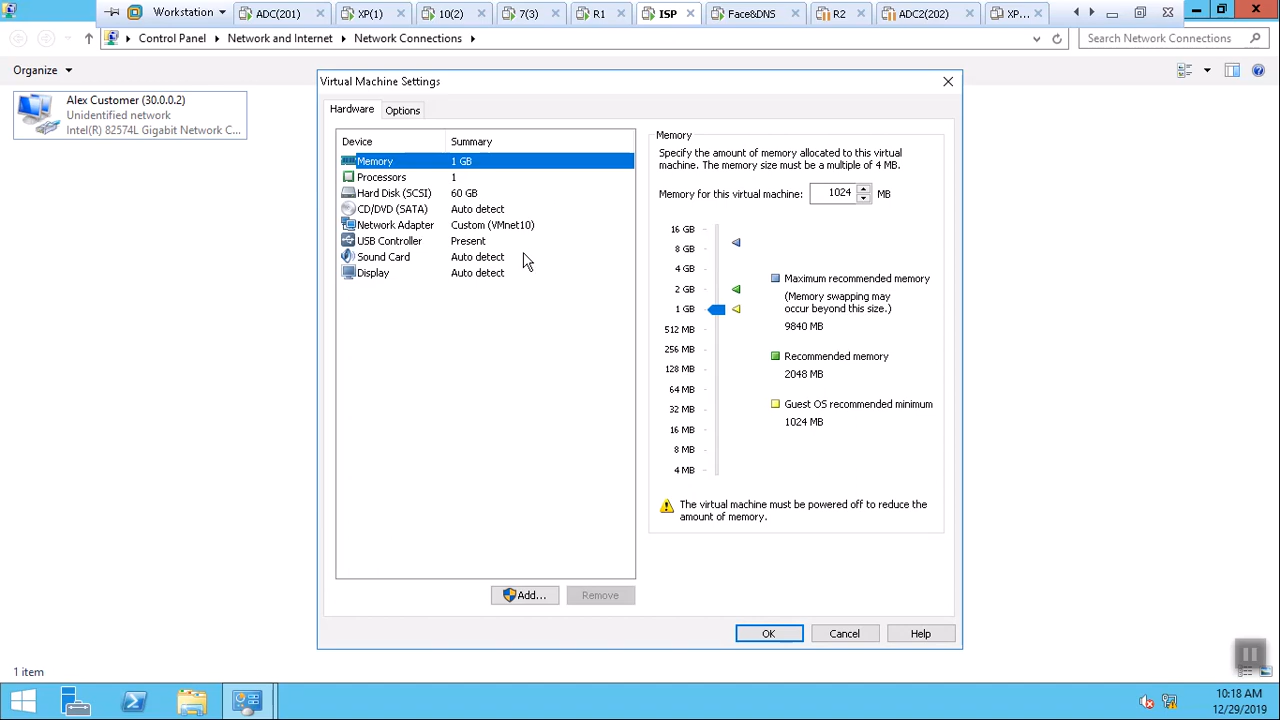 Workstation
ADC(201)
XP(1)
10(2)
7
R1
ISP
Face&DNS
R2
ADC2(202)
XP...
Control Panel
Network and Internet
Network Connections
Search Network Connections
Organize
Alex Customer (30.0.0.2)
Unidentified network
Intel(R) 82574L Gigabit Network C...
Virtual Machine Settings
Hardware
Options
Device Summary
Memory 1 GB
Processors 1
Hard Disk (SCSI) 60 GB
CD/DVD (SATA) Auto detect
Network Adapter Custom (VMnet10)
USB Controller Present
Sound Card Auto detect
Display Auto detect
Add...
Remove
Memory
Specify the amount of memory allocated to this virtual
machine. The memory size must be a multiple of 4 MB.
Memory for this virtual machine: 1024 MB
16 GB
8 GB
4 GB
2 GB
1 GB
512 MB
256 MB
128 MB
64 MB
32 MB
16 MB
8 MB
4 MB
Maximum recommended memory
(Memory swapping may
occur beyond this size.)
9840 MB
Recommended memory
2048 MB
Guest OS recommended minimum
1024 MB
The virtual machine must be powered off to reduce the
amount of memory.
OK
Cancel
Help
1 item
10:18 AM
12/29/2019